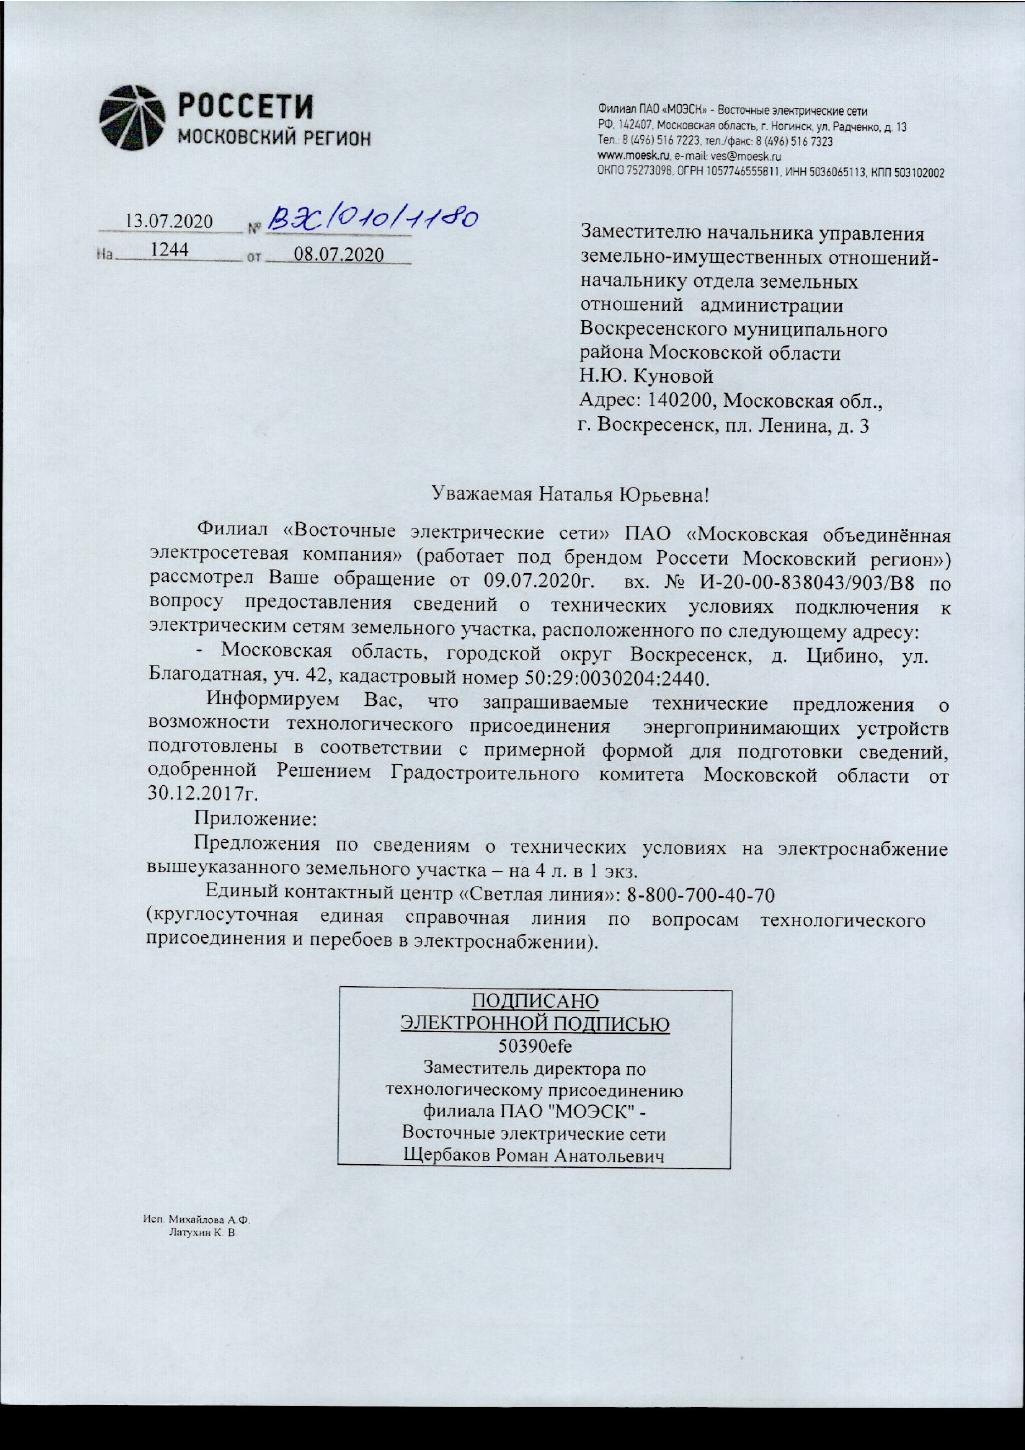 РОССЕТИ
МОСКОВСКИЙ РЕГИОН
Филиал ПАО «МОЭСК» - Восточные электрические сети
РФ, 142407, Московская область, г. Ногинск, ул. Радченко, д. 13
Тел.: 8 (496) 516 7223, тел./факс: 8 (496) 516 7323
www.moesk.ru, e-mail: ves@moesk.ru
ОКПО 75273098, ОГРН 1057746555811, ИНН 5036065113, КПП 503102002
13.07.2020 № ВЭС/010/1180
На 1244 от 08.07.2020
Заместителю начальника управления
земельно-имущественных отношений-
начальнику отдела земельных
отношений администрации
Воскресенского муниципального
района Московской области
Н.Ю. Куновой
Адрес: 140200, Московская обл.,
г. Воскресенск, пл. Ленина, д. 3
Уважаемая Наталья Юрьевна!
Филиал «Восточные электрические сети» ПАО «Московская объединённая
электросетевая компания» (работает под брендом Россети Московский регион»)
рассмотрел Ваше обращение от 09.07.2020г. вх. № И-20-00-838043/903/В8 по
вопросу предоставления сведений о технических условиях подключения к
электрическим сетям земельного участка, расположенного по следующему адресу:
- Московская область, городской округ Воскресенск, д. Цибино, ул.
Благодатная, уч. 42, кадастровый номер 50:29:0030204:2440.
Информируем Вас, что запрашиваемые технические предложения о
возможности технологического присоединения энергопринимающих устройств
подготовлены в соответствии с примерной формой для подготовки сведений,
одобренной Решением Градостроительного комитета Московской области от
30.12.2017г.
Приложение:
Предложения по сведениям о технических условиях на электроснабжение
вышеуказанного земельного участка – на 4 л. в 1 экз.
Единый контактный центр «Светлая линия»: 8-800-700-40-70
(круглосуточная единая справочная линия по вопросам технологического
присоединения и перебоев в электроснабжении).
ПОДПИСАНО
ЭЛЕКТРОННОЙ ПОДПИСЬЮ
50390efe
Заместитель директора по
технологическому присоединению
филиала ПАО "МОЭСК" -
Восточные электрические сети
Щербаков Роман Анатольевич
Исп. Михайлова А.Ф.
Латухин К. В